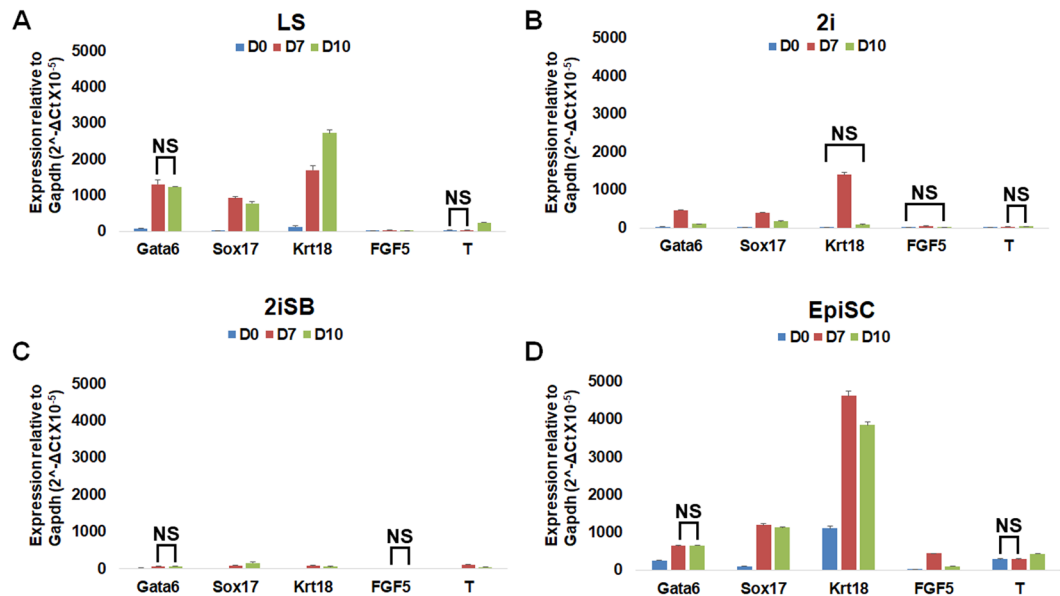 A
LS
D0 D7 D10
Expression relative to
Gapdh (2^-ΔCt X10⁻⁵)
5000
4000
3000
2000
1000
0
NS
NS
Gata6 Sox17 Krt18 FGF5 T
B
2i
D0 D7 D10
Expression relative to
Gapdh (2^-ΔCt X10⁻⁵)
5000
4000
3000
2000
1000
0
NS
NS
NS
Gata6 Sox17 Krt18 FGF5 T
C
2iSB
D0 D7 D10
Expression relative to
Gapdh (2^-ΔCt X10⁻⁵)
5000
4000
3000
2000
1000
0
NS
NS
Gata6 Sox17 Krt18 FGF5 T
D
EpiSC
D0 D7 D10
Expression relative to
Gapdh (2^-ΔCt X10⁻⁵)
5000
4000
3000
2000
1000
0
NS
NS
Gata6 Sox17 Krt18 FGF5 T